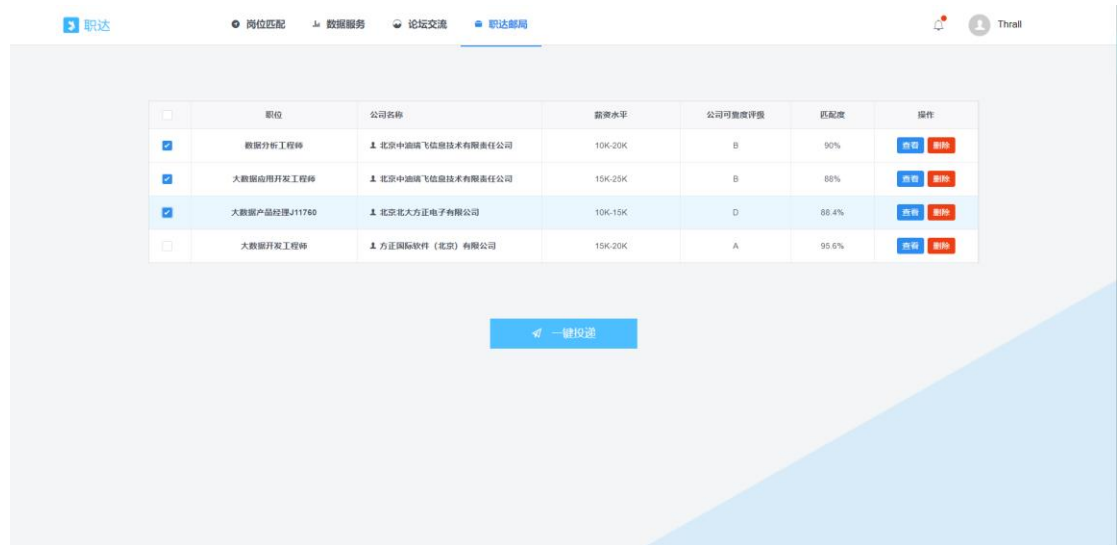 职达 岗位匹配 数据服务 论坛交流 职达邮局 Thrall
职位 公司名称 薪资水平 公司可靠度评级 匹配度 操作
数据分析工程师 北京中油瑞飞信息技术有限责任公司 10K-20K B 90% 查看 删除
大数据应用开发工程师 北京中油瑞飞信息技术有限责任公司 15K-25K B 88% 查看 删除
大数据产品经理J11760 北京北大方正电子有限公司 10K-15K D 88.4% 查看 删除
大数据开发工程师 方正国际软件（北京）有限公司 15K-20K A 95.6% 查看 删除
一键投递